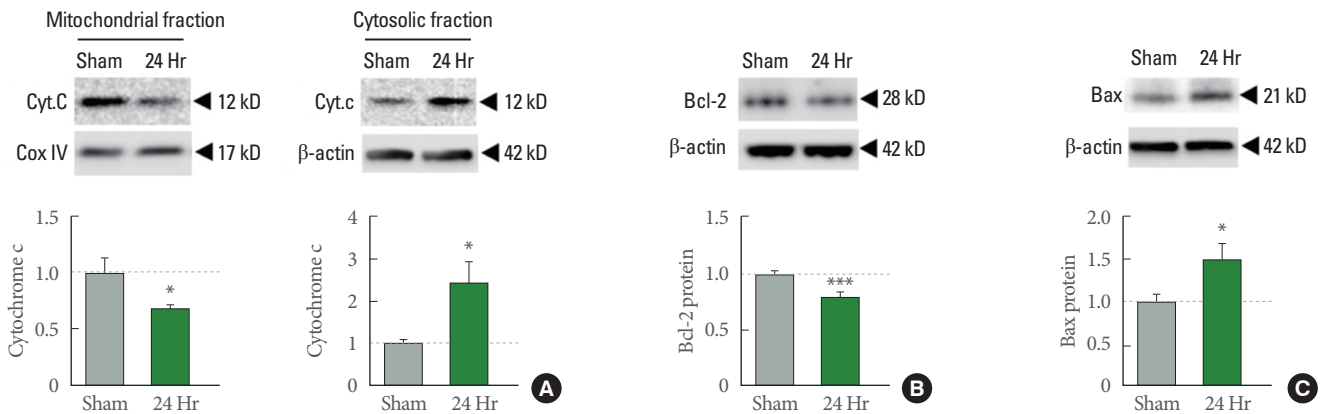 Mitochondrial fraction
Sham 24 Hr
Cyt.C 12 kD
Cox IV 17 kD
1.5
1.0
0.5
0
Cytochrome c
*
Sham 24 Hr
Cytosolic fraction
Sham 24 Hr
Cyt.c 12 kD
β-actin 42 kD
4
3
2
1
0
Cytochrome c
*
Sham 24 Hr
A
Sham 24 Hr
Bcl-2 28 kD
β-actin 42 kD
1.5
1.0
0.5
0
Bcl-2 protein
***
Sham 24 Hr
B
Sham 24 Hr
Bax 21 kD
β-actin 42 kD
2.0
1.5
1.0
0.5
0
Bax protein
*
Sham 24 Hr
C